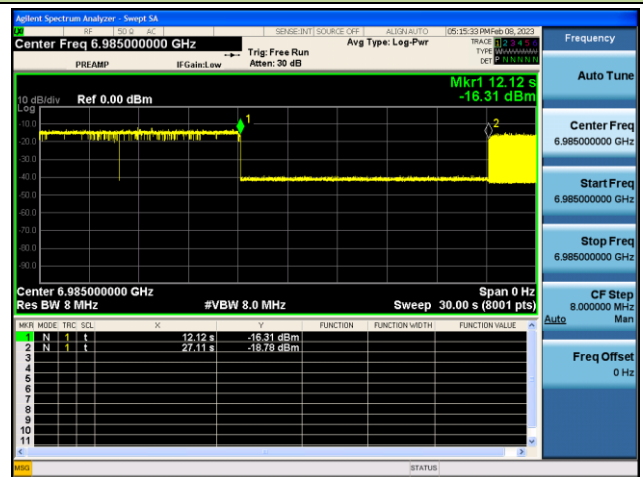 Agilent Spectrum Analyzer - Swept SA
RF 50 Ω AC SENSE:INT SOURCE OFF ALIGN AUTO 05:15:33 PM Feb 08, 2023
Center Freq 6.985000000 GHz
Avg Type: Log-Pwr
TRACE 1 2 3 4 5 6
TYPE
DET P N N N N N
Trig: Free Run
PREAMP IFGain:Low Atten: 30 dB
Mkr1 12.12 s
-16.31 dBm
10 dB/div Ref 0.00 dBm
Log
1
2
-10.0
-20.0
-30.0
-40.0
-50.0
-60.0
-70.0
-80.0
-90.0
Center 6.985000000 GHz Span 0 Hz
Res BW 8 MHz #VBW 8.0 MHz Sweep 30.00 s (8001 pts)
MKR MODE TRC SCL X Y FUNCTION FUNCTION WIDTH FUNCTION VALUE
1 N 1 t 12.12 s -16.31 dBm
2 N 1 t 27.11 s -18.78 dBm
3
4
5
6
7
8
9
10
11
MSG STATUS
Frequency
Auto Tune
Center Freq
6.985000000 GHz
Start Freq
6.985000000 GHz
Stop Freq
6.985000000 GHz
CF Step
8.000000 MHz
Auto Man
Freq Offset
0 Hz